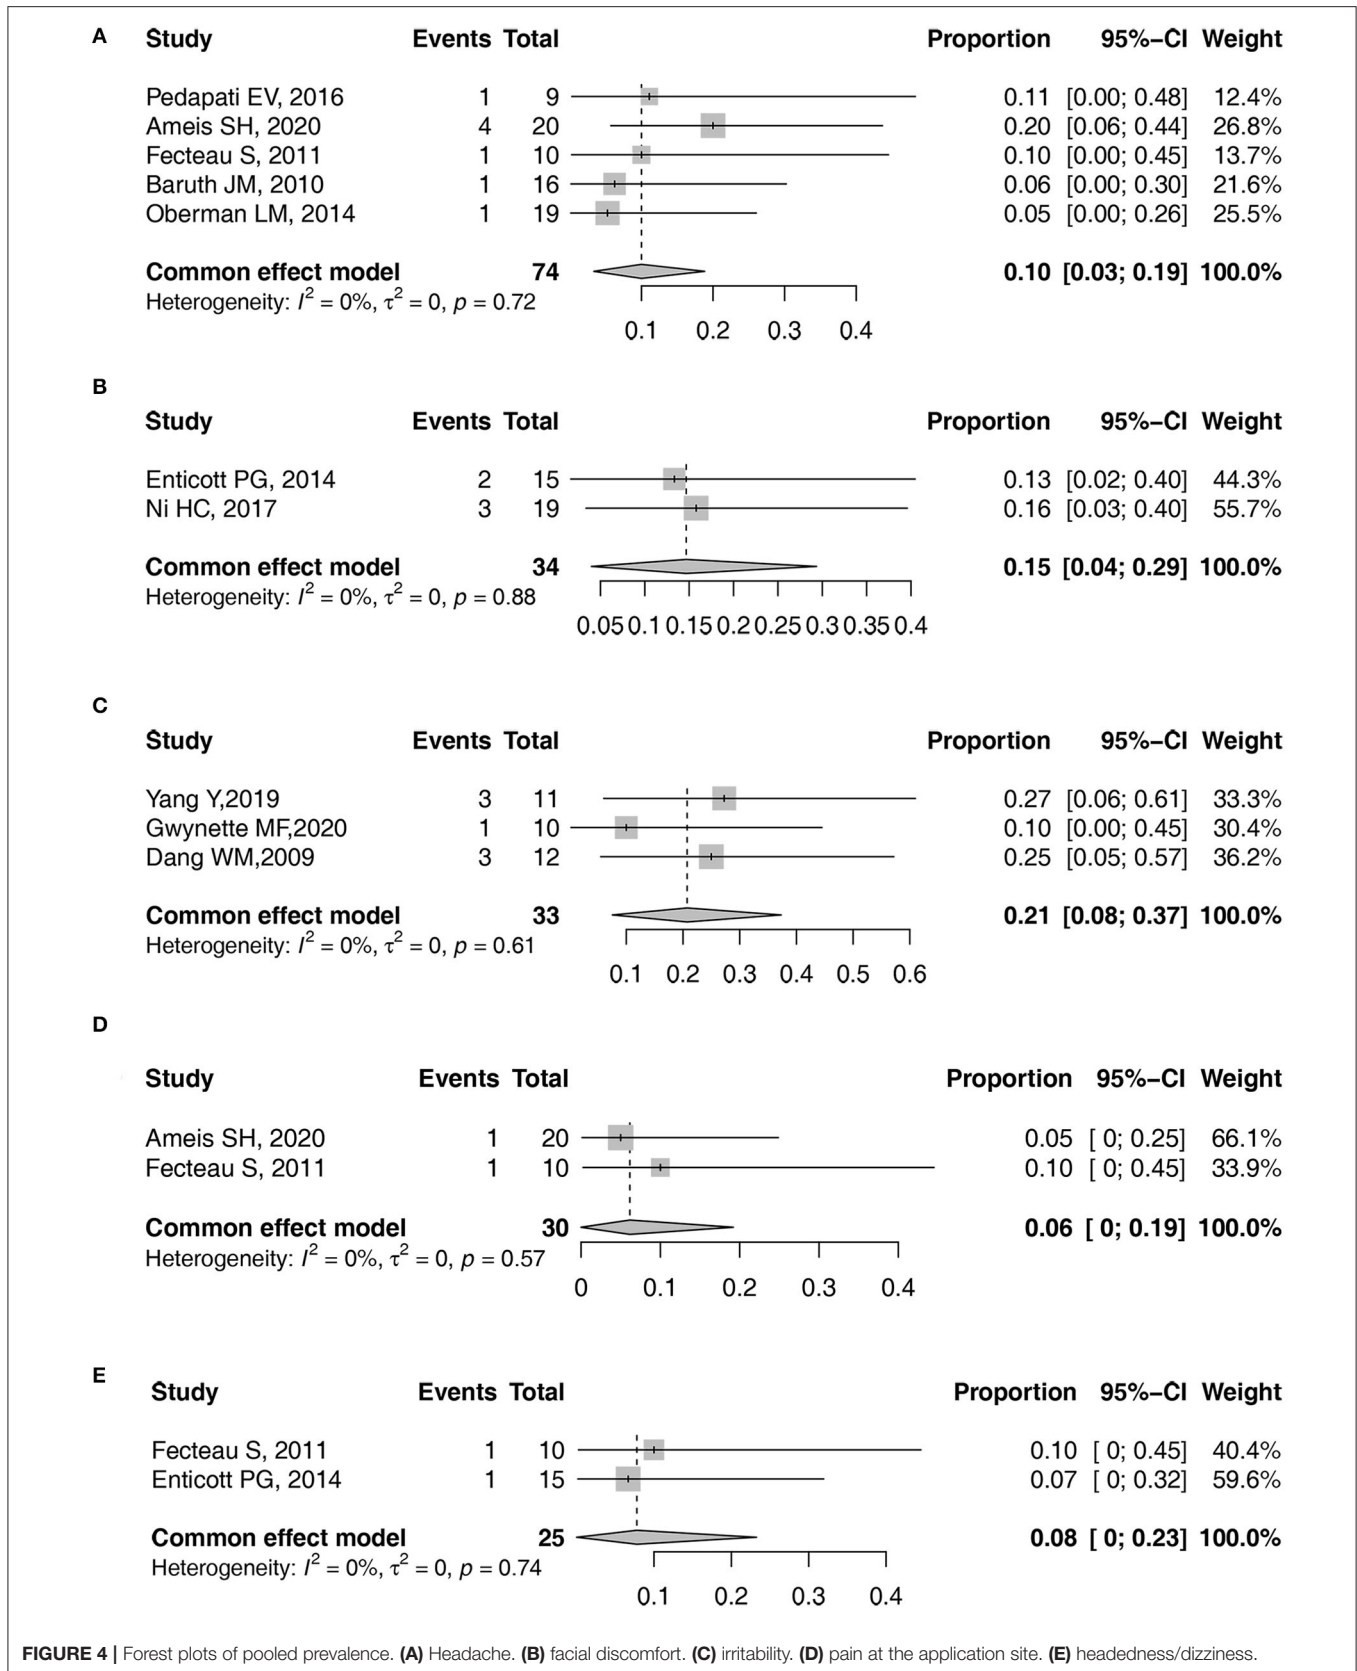 A
Study Events Total Proportion 95%−CI Weight
Pedapati EV, 2016 1 9 0.11 [0.00; 0.48] 12.4%
Ameis SH, 2020 4 20 0.20 [0.06; 0.44] 26.8%
Fecteau S, 2011 1 10 0.10 [0.00; 0.45] 13.7%
Baruth JM, 2010 1 16 0.06 [0.00; 0.30] 21.6%
Oberman LM, 2014 1 19 0.05 [0.00; 0.26] 25.5%
Common effect model 74 0.10 [0.03; 0.19] 100.0%
Heterogeneity: I² = 0%, τ² = 0, p = 0.72
0.1 0.2 0.3 0.4
B
Study Events Total Proportion 95%−CI Weight
Enticott PG, 2014 2 15 0.13 [0.02; 0.40] 44.3%
Ni HC, 2017 3 19 0.16 [0.03; 0.40] 55.7%
Common effect model 34 0.15 [0.04; 0.29] 100.0%
Heterogeneity: I² = 0%, τ² = 0, p = 0.88
0.05 0.1 0.15 0.2 0.25 0.3 0.35 0.4
C
Study Events Total Proportion 95%−CI Weight
Yang Y,2019 3 11 0.27 [0.06; 0.61] 33.3%
Gwynette MF,2020 1 10 0.10 [0.00; 0.45] 30.4%
Dang WM,2009 3 12 0.25 [0.05; 0.57] 36.2%
Common effect model 33 0.21 [0.08; 0.37] 100.0%
Heterogeneity: I² = 0%, τ² = 0, p = 0.61
0.1 0.2 0.3 0.4 0.5 0.6
D
Study Events Total Proportion 95%−CI Weight
Ameis SH, 2020 1 20 0.05 [ 0; 0.25] 66.1%
Fecteau S, 2011 1 10 0.10 [ 0; 0.45] 33.9%
Common effect model 30 0.06 [ 0; 0.19] 100.0%
Heterogeneity: I² = 0%, τ² = 0, p = 0.57
0 0.1 0.2 0.3 0.4
E
Study Events Total Proportion 95%−CI Weight
Fecteau S, 2011 1 10 0.10 [ 0; 0.45] 40.4%
Enticott PG, 2014 1 15 0.07 [ 0; 0.32] 59.6%
Common effect model 25 0.08 [ 0; 0.23] 100.0%
Heterogeneity: I² = 0%, τ² = 0, p = 0.74
0.1 0.2 0.3 0.4
FIGURE 4 | Forest plots of pooled prevalence. (A) Headache. (B) facial discomfort. (C) irritability. (D) pain at the application site. (E) headedness/dizziness.